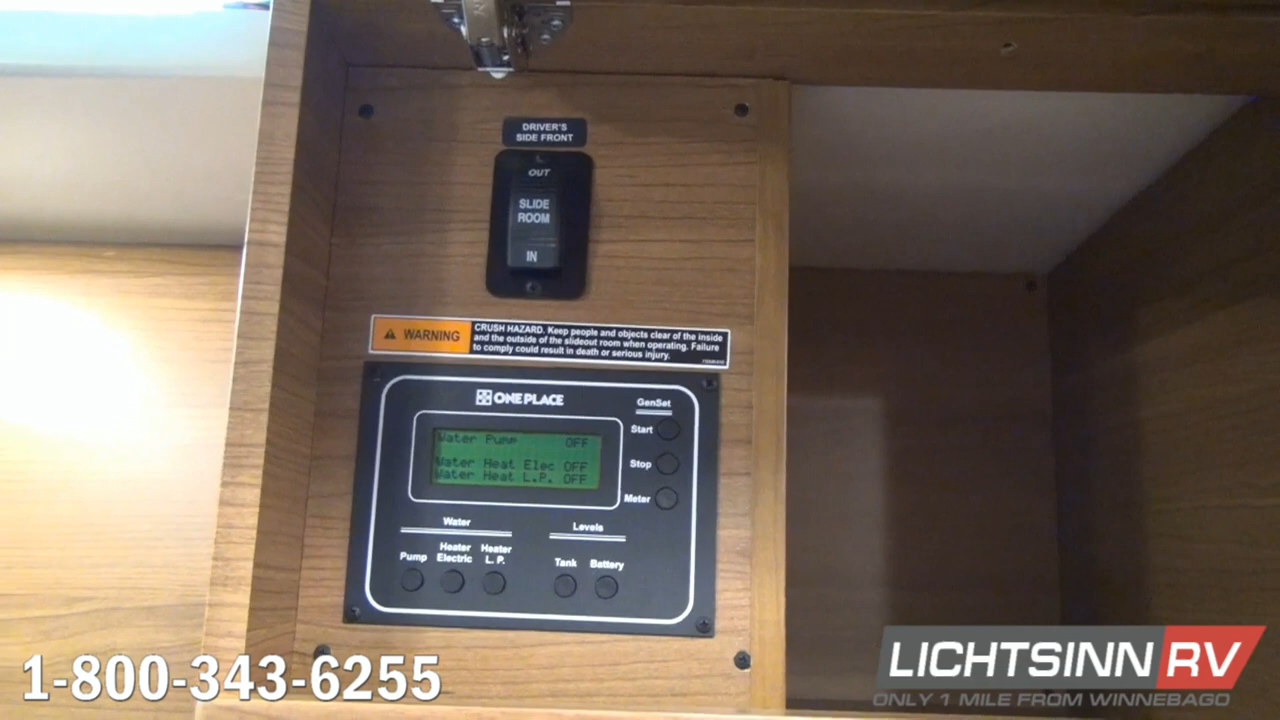 DRIVER'S
SIDE FRONT
OUT
SLIDE
ROOM
IN
WARNING
CRUSH HAZARD. Keep people and objects clear of the inside
and the outside of the slideout room when operating. Failure
to comply could result in death or serious injury.
ONE PLACE
GenSet
Start
Stop
Meter
Water Pump OFF
Water Heat Elec OFF
Water Heat L.P. OFF
Water
Levels
Pump
Heater
Electric
Heater
L. P.
Tank
Battery
1-800-343-6255
LICHTSINN RV
ONLY 1 MILE FROM WINNEBAGO